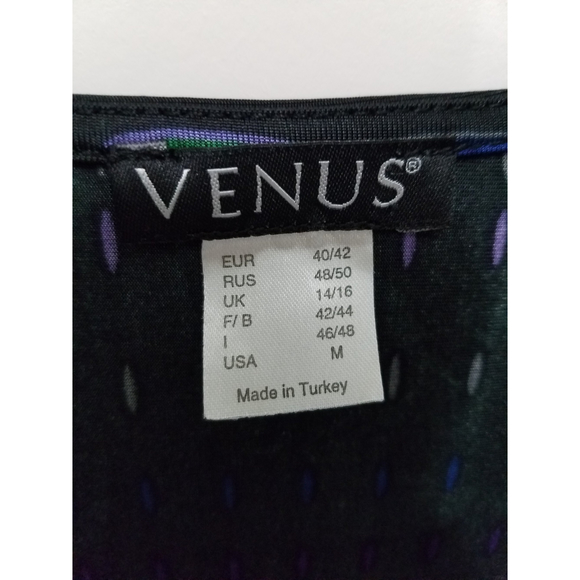 VENUS®
EUR 40/42
RUS 48/50
UK 14/16
F/ B 42/44
I 46/48
USA M
Made in Turkey